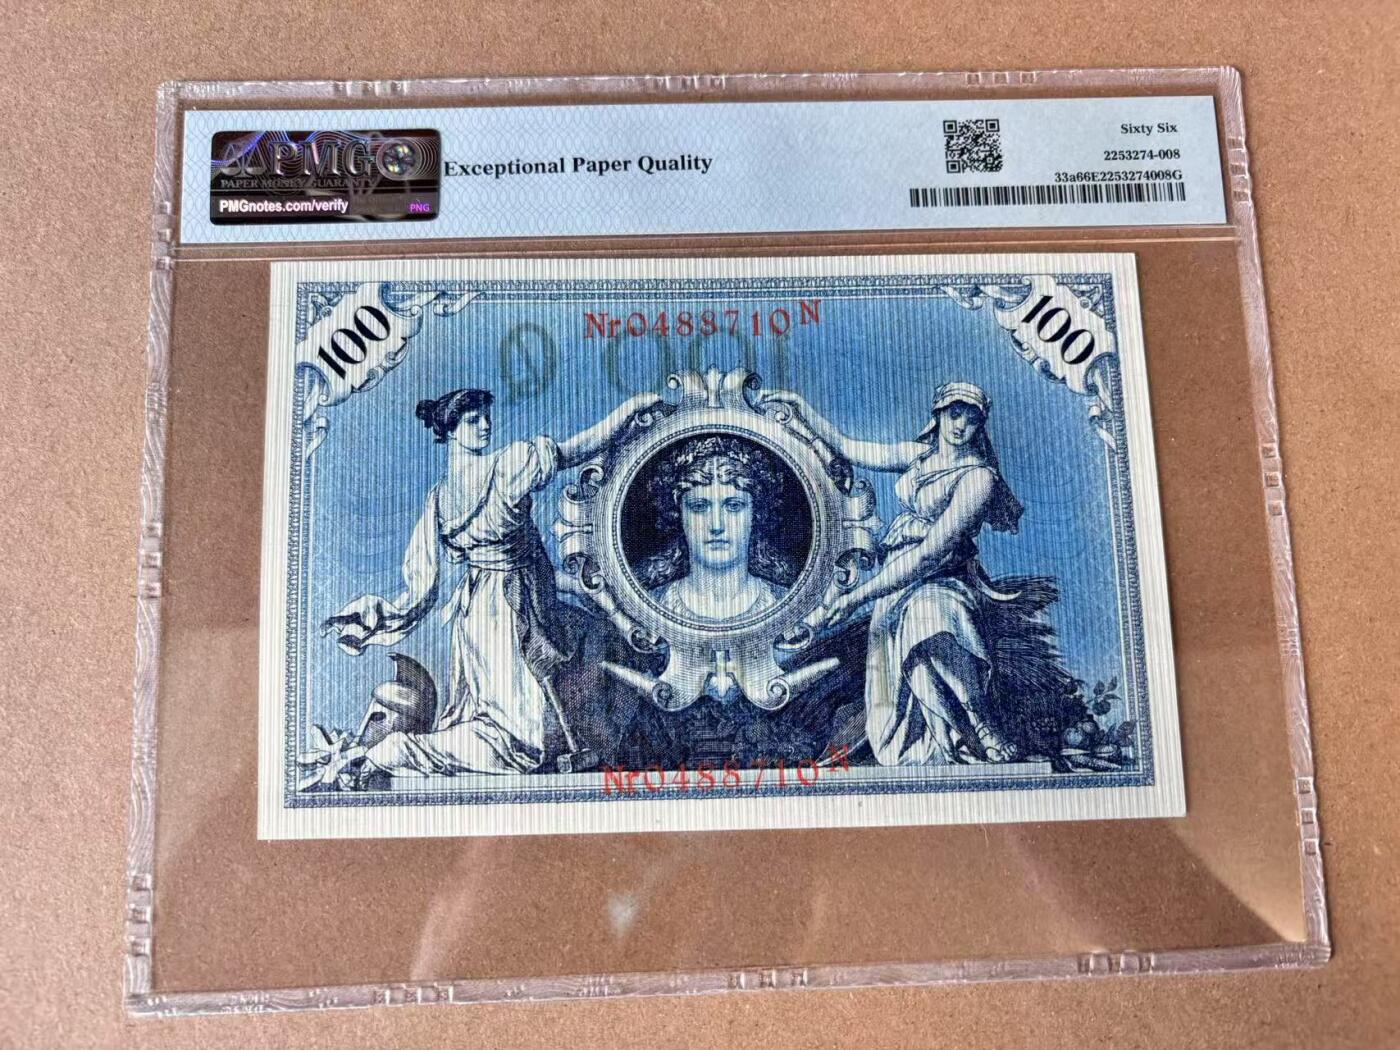 PMG
PAPER MONEY GUARANTY
PMGnotes.com/verify
PNG
Exceptional Paper Quality
Sixty Six
2253274-008
33a66E2253274008G
100
Nr0488710N
100
Nr0488710N